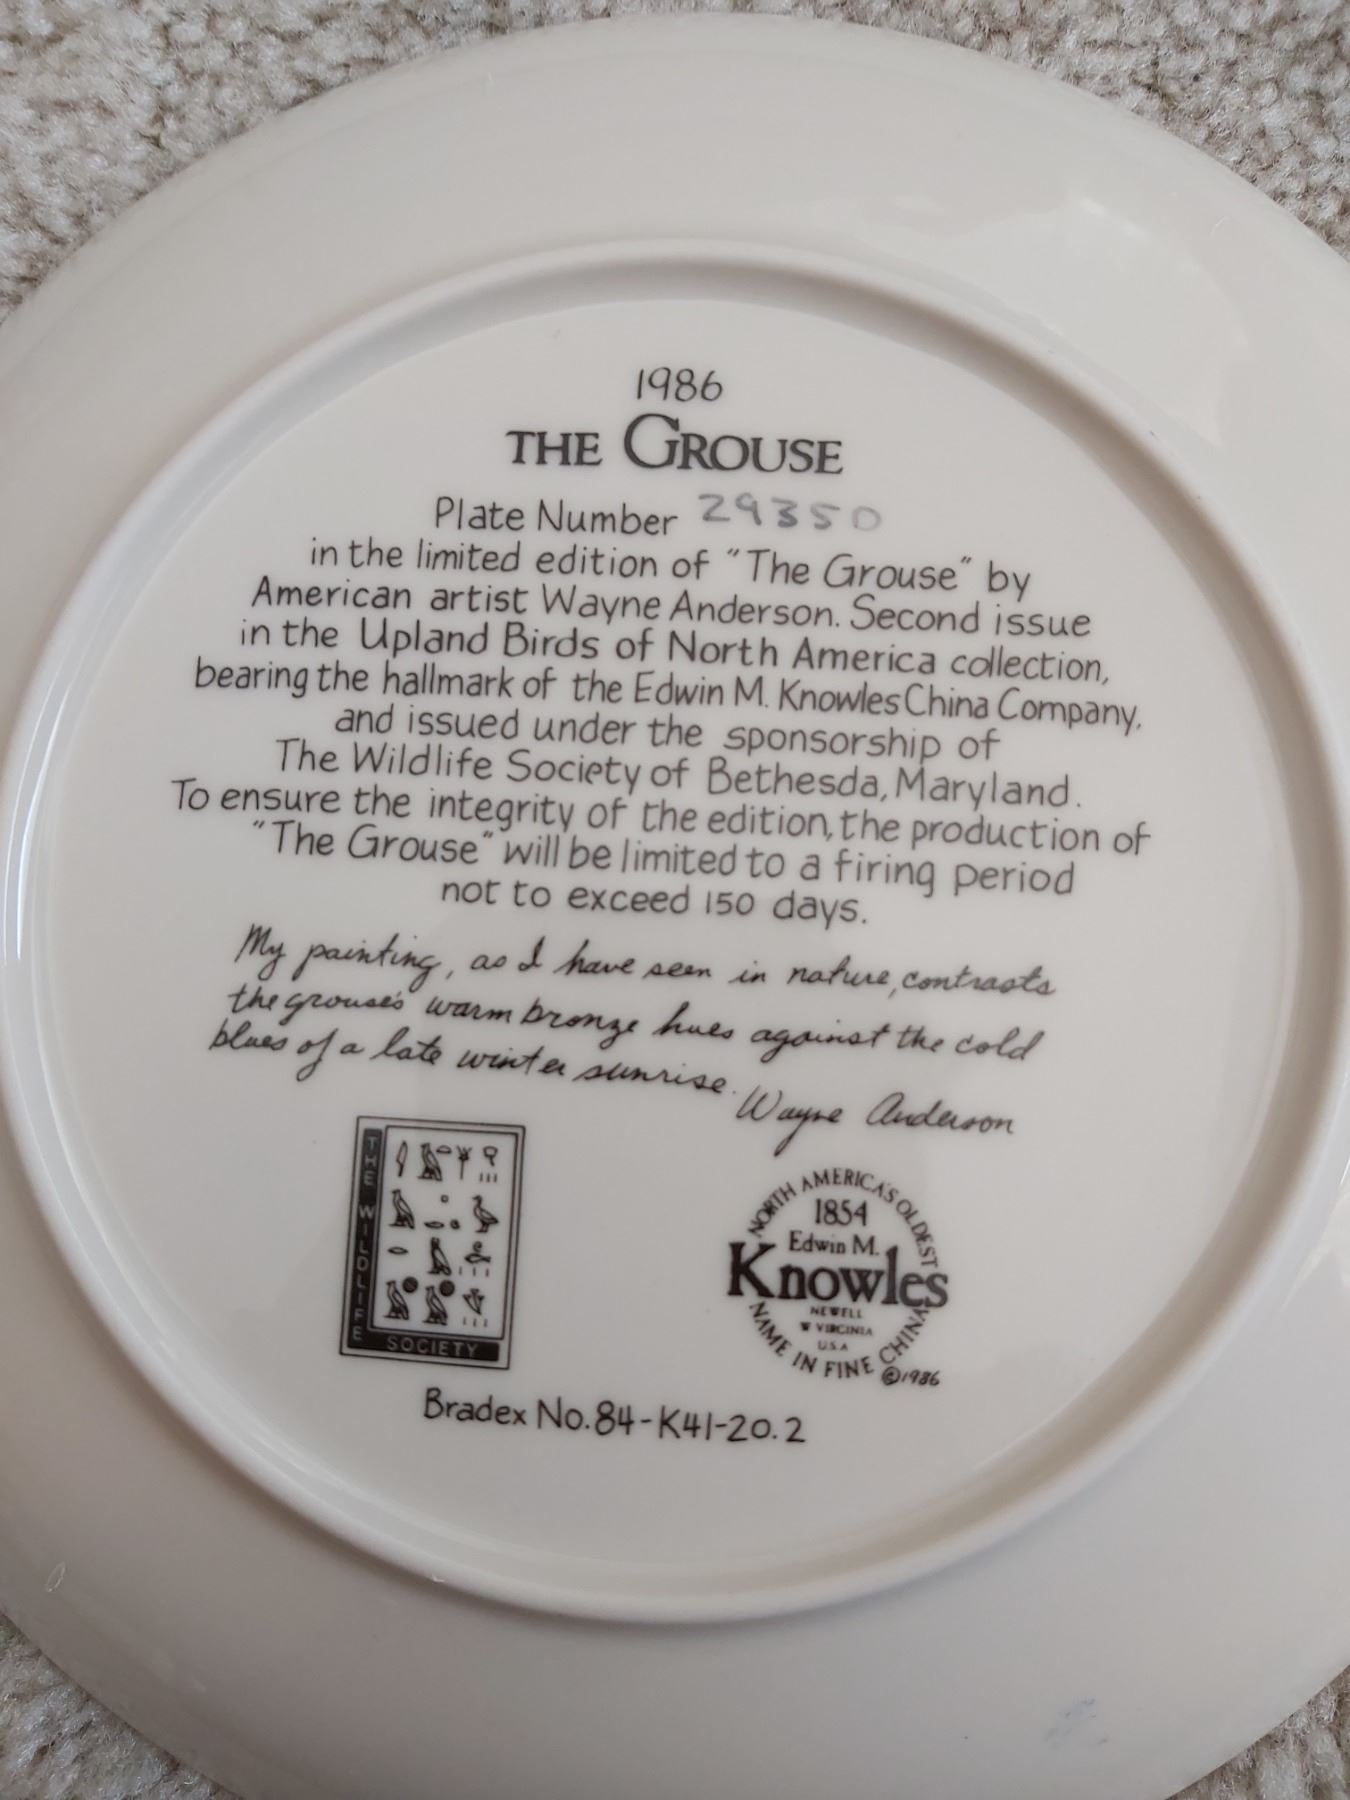 1986
THE GROUSE
Plate Number 29350
in the limited edition of "The Grouse" by
American artist Wayne Anderson. Second issue
in the Upland Birds of North America collection,
bearing the hallmark of the Edwin M. Knowles China Company,
and issued under the sponsorship of
The Wildlife Society of Bethesda, Maryland.
To ensure the integrity of the edition, the production of
"The Grouse" will be limited to a firing period
not to exceed 150 days.
My painting, as I have seen in nature, contrasts
the grouse's warm bronze hues against the cold
blues of a late winter sunrise.
Wayne Anderson
THE WILDLIFE
SOCIETY
NORTH AMERICA'S OLDEST
1854
Edwin M.
Knowles
NEWELL
W VIRGINIA
U.S.A
NAME IN FINE CHINA
©1986
Bradex No. 84-K41-20.2